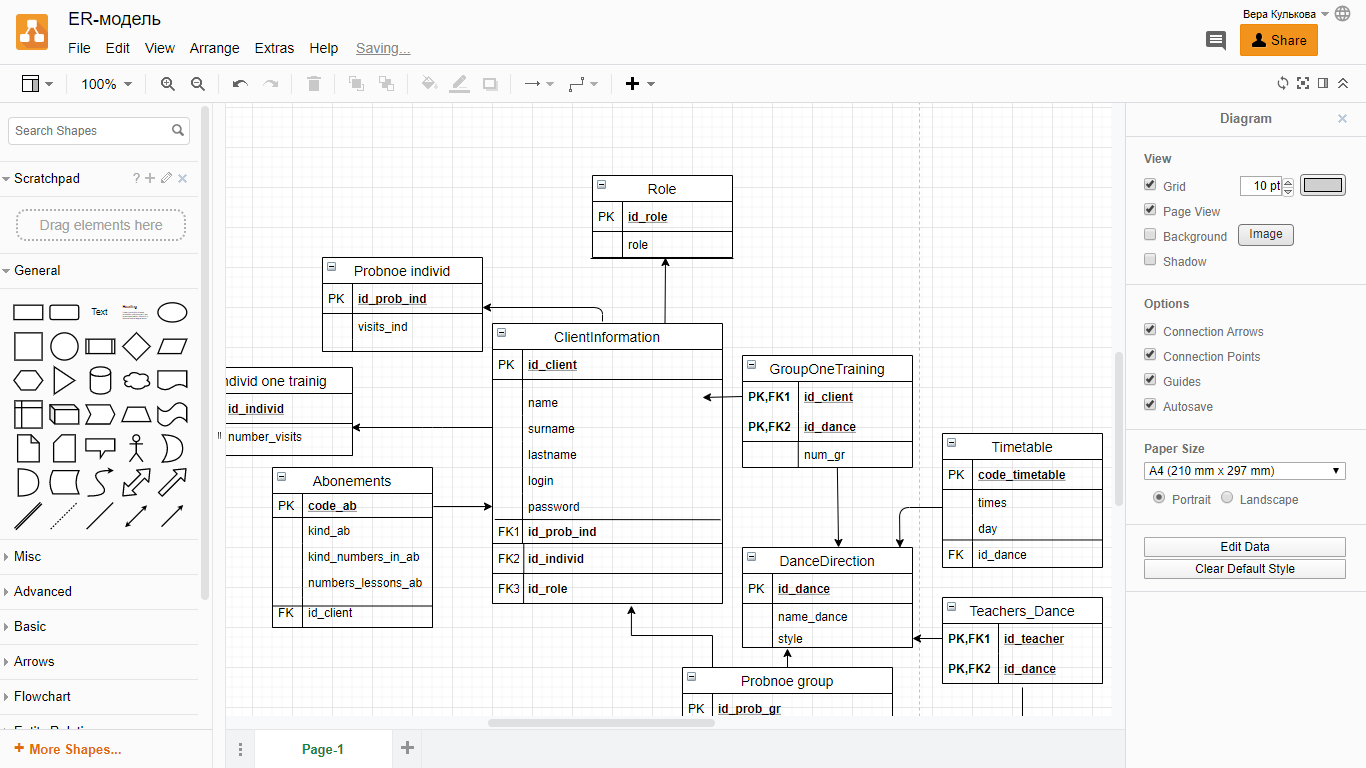 ER-модель
Вера Кулькова
File Edit View Arrange Extras Help Saving...
Share
100%
Search Shapes
Scratchpad
?
Drag elements here
General
Text
Heading
Misc
Advanced
Basic
Arrows
Flowchart
+ More Shapes...
Role
PK id_role
role
Probnoe individ
PK id_prob_ind
visits_ind
ndivid one trainig
id_individ
number_visits
ClientInformation
PK id_client
name
surname
lastname
login
password
FK1 id_prob_ind
FK2 id_individ
FK3 id_role
Abonements
PK code_ab
kind_ab
kind_numbers_in_ab
numbers_lessons_ab
FK id_client
GroupOneTraining
PK,FK1 id_client
PK,FK2 id_dance
num_gr
Timetable
PK code_timetable
times
day
FK id_dance
DanceDirection
PK id_dance
name_dance
style
Teachers_Dance
PK,FK1 id_teacher
PK,FK2 id_dance
Probnoe group
PK id_prob_gr
Page-1
Diagram
View
Grid 10 pt
Page View
Background Image
Shadow
Options
Connection Arrows
Connection Points
Guides
Autosave
Paper Size
A4 (210 mm x 297 mm)
Portrait Landscape
Edit Data
Clear Default Style